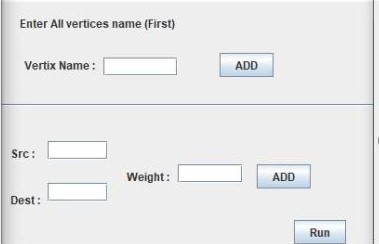 Enter All vertices name (First)
Vertix Name : ADD
Src :
Weight : ADD
Dest :
Run